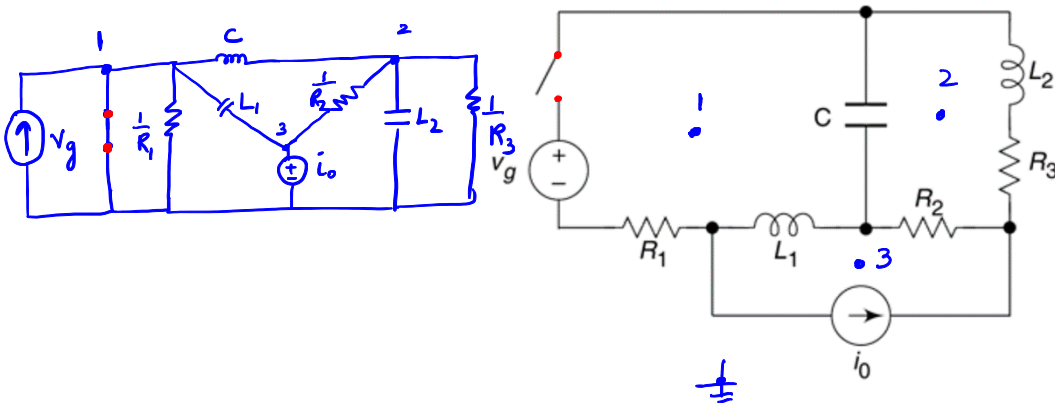 1
C
2
v_g
1/R_1
L_1
1/R_2
3
i_o
L_2
1/R_3
1
2
v_g
+
−
C
L_2
R_3
R_1
L_1
R_2
3
i_0